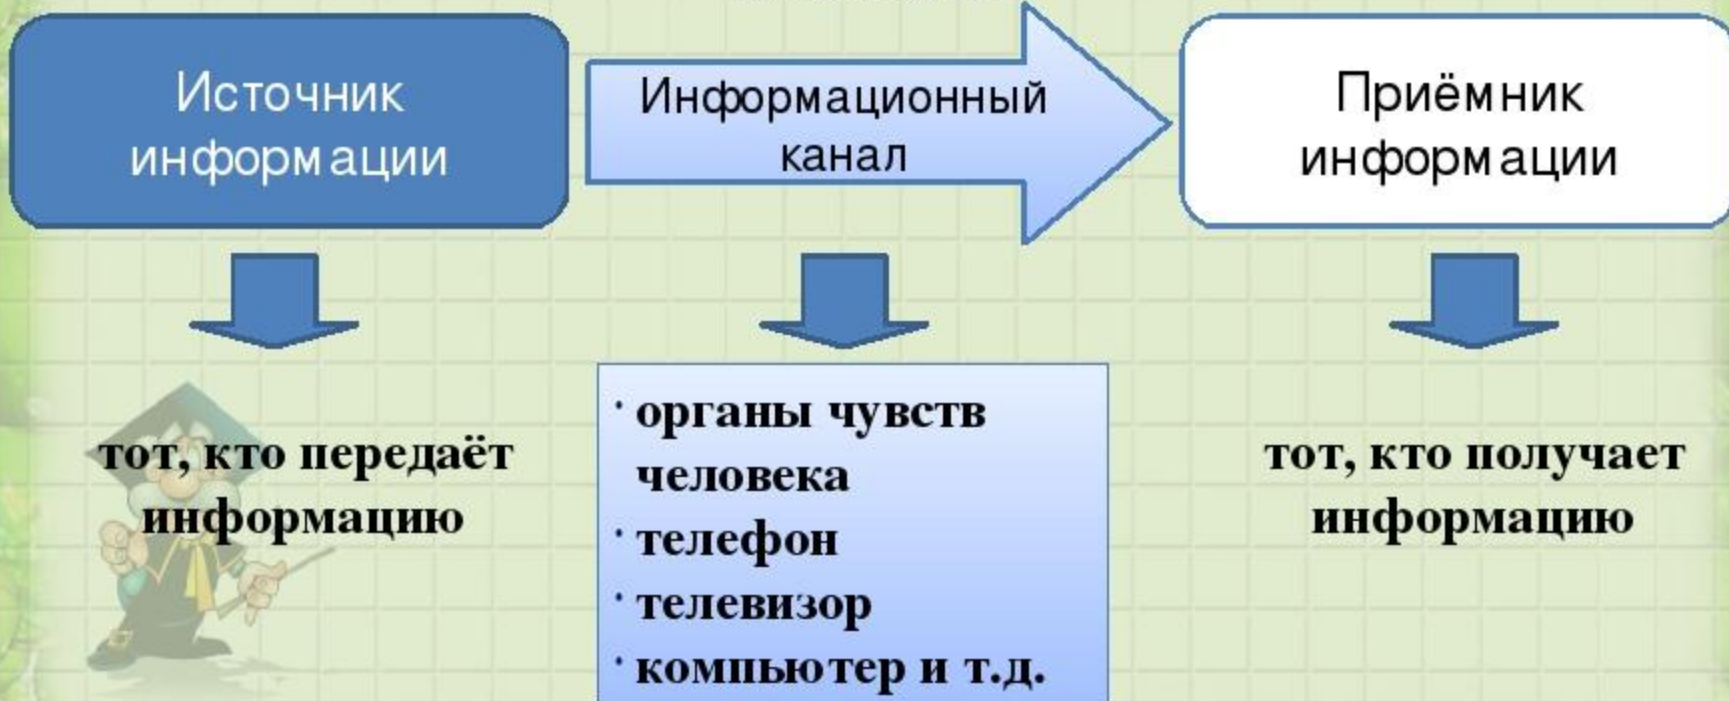 Источник
информации
Информационный
канал
Приёмник
информации
тот, кто передаёт
информацию
· органы чувств
человека
· телефон
· телевизор
· компьютер и т.д.
тот, кто получает
информацию